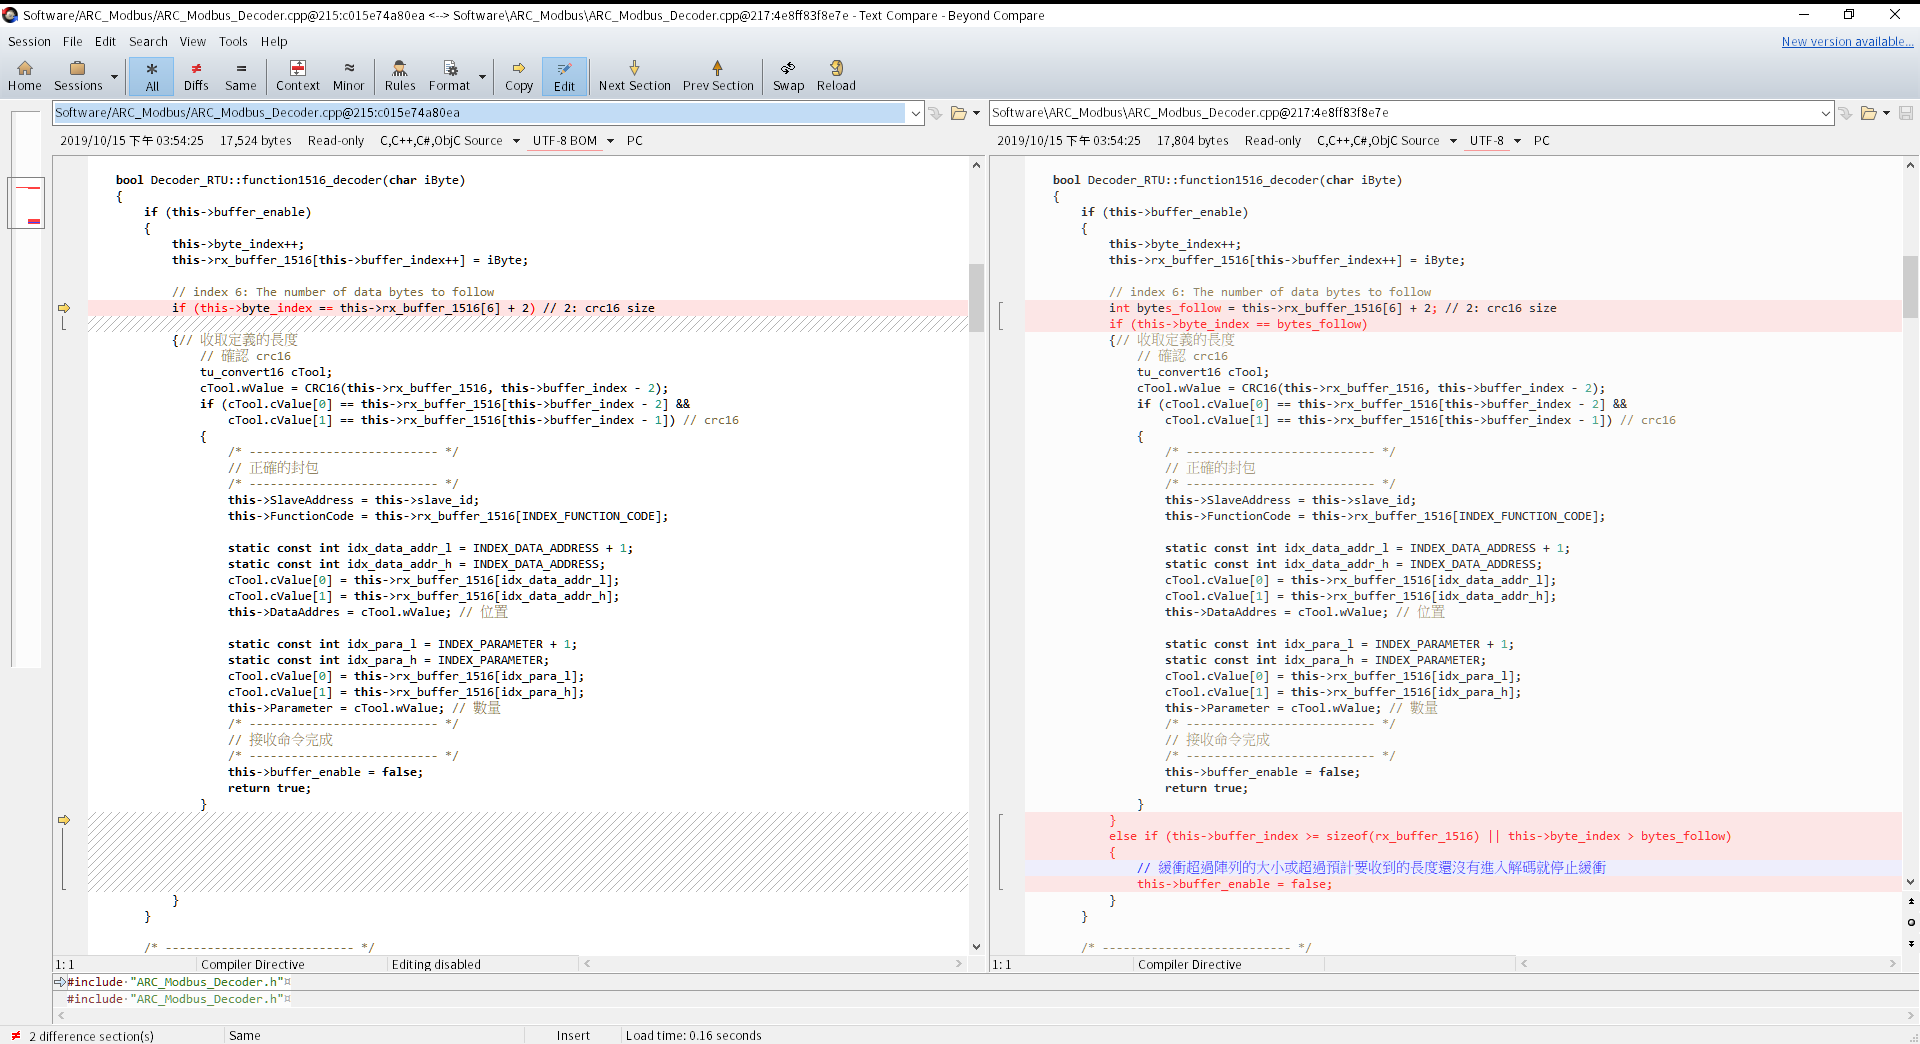 Software/ARC_Modbus/ARC_Modbus_Decoder.cpp@215:c015e74a80ea <--> Software\ARC_Modbus\ARC_Modbus_Decoder.cpp@217:4e8ff83f8e7e - Text Compare - Beyond Compare
Session File Edit Search View Tools Help
New version available...
Home Sessions All Diffs Same Context Minor Rules Format Copy Edit Next Section Prev Section Swap Reload
Software/ARC_Modbus/ARC_Modbus_Decoder.cpp@215:c015e74a80ea
2019/10/15 下午 03:54:25 17,524 bytes Read-only C,C++,C#,ObjC Source UTF-8 BOM PC
bool Decoder_RTU::function1516_decoder(char iByte)
{
if (this->buffer_enable)
{
this->byte_index++;
this->rx_buffer_1516[this->buffer_index++] = iByte;
// index 6: The number of data bytes to follow
if (this->byte_index == this->rx_buffer_1516[6] + 2) // 2: crc16 size
{// 收取定義的長度
// 確認 crc16
tu_convert16 cTool;
cTool.wValue = CRC16(this->rx_buffer_1516, this->buffer_index - 2);
if (cTool.cValue[0] == this->rx_buffer_1516[this->buffer_index - 2] &&
cTool.cValue[1] == this->rx_buffer_1516[this->buffer_index - 1]) // crc16
{
/* --------------------------- */
// 正確的封包
/* --------------------------- */
this->SlaveAddress = this->slave_id;
this->FunctionCode = this->rx_buffer_1516[INDEX_FUNCTION_CODE];
static const int idx_data_addr_l = INDEX_DATA_ADDRESS + 1;
static const int idx_data_addr_h = INDEX_DATA_ADDRESS;
cTool.cValue[0] = this->rx_buffer_1516[idx_data_addr_l];
cTool.cValue[1] = this->rx_buffer_1516[idx_data_addr_h];
this->DataAddres = cTool.wValue; // 位置
static const int idx_para_l = INDEX_PARAMETER + 1;
static const int idx_para_h = INDEX_PARAMETER;
cTool.cValue[0] = this->rx_buffer_1516[idx_para_l];
cTool.cValue[1] = this->rx_buffer_1516[idx_para_h];
this->Parameter = cTool.wValue; // 數量
/* --------------------------- */
// 接收命令完成
/* --------------------------- */
this->buffer_enable = false;
return true;
}
}
}
/* --------------------------- */
1: 1 Compiler Directive Editing disabled
Software\ARC_Modbus\ARC_Modbus_Decoder.cpp@217:4e8ff83f8e7e
2019/10/15 下午 03:54:25 17,804 bytes Read-only C,C++,C#,ObjC Source UTF-8 PC
bool Decoder_RTU::function1516_decoder(char iByte)
{
if (this->buffer_enable)
{
this->byte_index++;
this->rx_buffer_1516[this->buffer_index++] = iByte;
// index 6: The number of data bytes to follow
int bytes_follow = this->rx_buffer_1516[6] + 2; // 2: crc16 size
if (this->byte_index == bytes_follow)
{// 收取定義的長度
// 確認 crc16
tu_convert16 cTool;
cTool.wValue = CRC16(this->rx_buffer_1516, this->buffer_index - 2);
if (cTool.cValue[0] == this->rx_buffer_1516[this->buffer_index - 2] &&
cTool.cValue[1] == this->rx_buffer_1516[this->buffer_index - 1]) // crc16
{
/* --------------------------- */
// 正確的封包
/* --------------------------- */
this->SlaveAddress = this->slave_id;
this->FunctionCode = this->rx_buffer_1516[INDEX_FUNCTION_CODE];
static const int idx_data_addr_l = INDEX_DATA_ADDRESS + 1;
static const int idx_data_addr_h = INDEX_DATA_ADDRESS;
cTool.cValue[0] = this->rx_buffer_1516[idx_data_addr_l];
cTool.cValue[1] = this->rx_buffer_1516[idx_data_addr_h];
this->DataAddres = cTool.wValue; // 位置
static const int idx_para_l = INDEX_PARAMETER + 1;
static const int idx_para_h = INDEX_PARAMETER;
cTool.cValue[0] = this->rx_buffer_1516[idx_para_l];
cTool.cValue[1] = this->rx_buffer_1516[idx_para_h];
this->Parameter = cTool.wValue; // 數量
/* --------------------------- */
// 接收命令完成
/* --------------------------- */
this->buffer_enable = false;
return true;
}
}
else if (this->buffer_index >= sizeof(rx_buffer_1516) || this->byte_index > bytes_follow)
{
// 緩衝超過陣列的大小或超過預計要收到的長度還沒有進入解碼就停止緩衝
this->buffer_enable = false;
}
}
/* --------------------------- */
1: 1 Compiler Directive
#include·"ARC_Modbus_Decoder.h"¤
#include·"ARC_Modbus_Decoder.h"¤
2 difference section(s) Same Insert Load time: 0.16 seconds